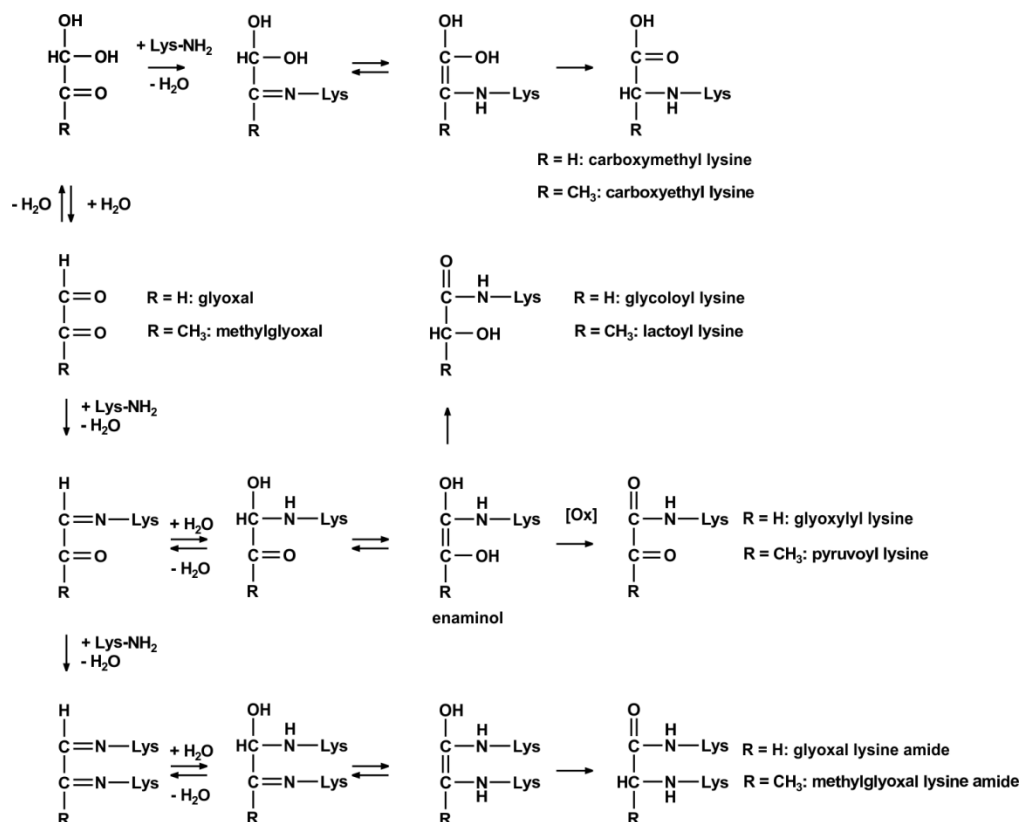 OH
HC—OH
C=O
R
+ Lys-NH2
- H2O
OH
HC—OH
C=N—Lys
R
OH
C—OH
C—N—Lys
H
R
OH
C=O
HC—N—Lys
H
R
R = H: carboxymethyl lysine
R = CH3: carboxyethyl lysine
- H2O
+ H2O
H
C=O
C=O
R
R = H: glyoxal
R = CH3: methylglyoxal
O
H
C—N—Lys
HC—OH
R
R = H: glycoloyl lysine
R = CH3: lactoyl lysine
+ Lys-NH2
- H2O
H
C=N—Lys
C=O
R
+ H2O
- H2O
OH
H
HC—N—Lys
C=O
R
OH
H
C—N—Lys
C—OH
R
enaminol
[Ox]
O
H
C—N—Lys
C=O
R
R = H: glyoxylyl lysine
R = CH3: pyruvoyl lysine
+ Lys-NH2
- H2O
H
C=N—Lys
C=N—Lys
R
+ H2O
- H2O
OH
H
HC—N—Lys
C=N—Lys
R
OH
H
C—N—Lys
C—N—Lys
H
R
O
H
C—N—Lys
HC—N—Lys
H
R
R = H: glyoxal lysine amide
R = CH3: methylglyoxal lysine amide